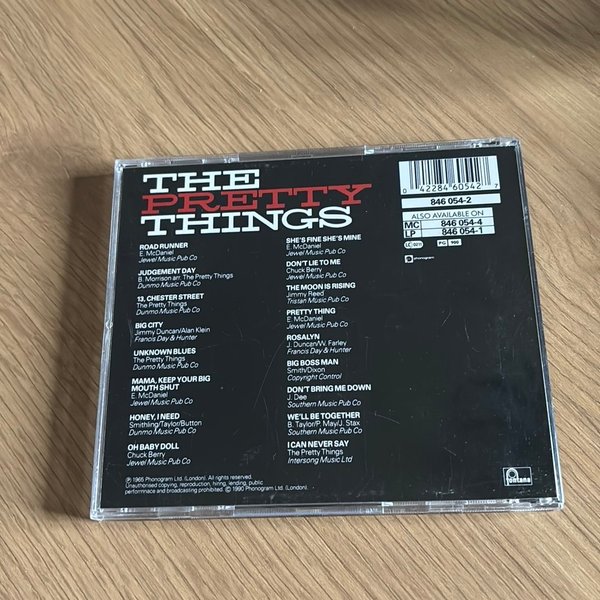 THE
PRETTY
THINGS
ROAD RUNNER
E. McDaniel
Jewel Music Pub Co
JUDGEMENT DAY
B. Morrison arr. The Pretty Things
Dunmo Music Pub Co
13, CHESTER STREET
The Pretty Things
Dunmo Music Pub Co
BIG CITY
Jimmy Duncan/Alan Klein
Francis Day & Hunter
UNKNOWN BLUES
The Pretty Things
Dunmo Music Pub Co
MAMA, KEEP YOUR BIG
MOUTH SHUT
E. McDaniel
Jewel Music Pub Co
HONEY, I NEED
Smithling/Taylor/Button
Dunmo Music Pub Co
OH BABY DOLL
Chuck Berry
Jewel Music Pub Co
SHE'S FINE SHE'S MINE
E. McDaniel
Jewel Music Pub Co
DON'T LIE TO ME
Chuck Berry
Jewel Music Pub Co
THE MOON IS RISING
Jimmy Reed
Tristan Music Pub Co
PRETTY THING
E. McDaniel
Jewel Music Pub Co
ROSALYN
J. Duncan/W. Farley
Francis Day & Hunter
BIG BOSS MAN
Smith/Dixon
Copyright Control
DON'T BRING ME DOWN
J. Dee
Southern Music Pub Co
WE'LL BE TOGETHER
B. Taylor/P. May/J. Stax
Southern Music Pub Co
I CAN NEVER SAY
The Pretty Things
Intersong Music Ltd
0 42284 60542 7
846 054-2
ALSO AVAILABLE ON
MC 846 054-4
LP 846 054-1
LC 0211 PG 900
phonogram
℗ 1965 Phonogram Ltd. (London). All rights reserved.
Unauthorised copying, reproduction, hiring, lending, public
performnace and broadcasting prohibited. © 1990 Phonogram Ltd. (London).
fontana